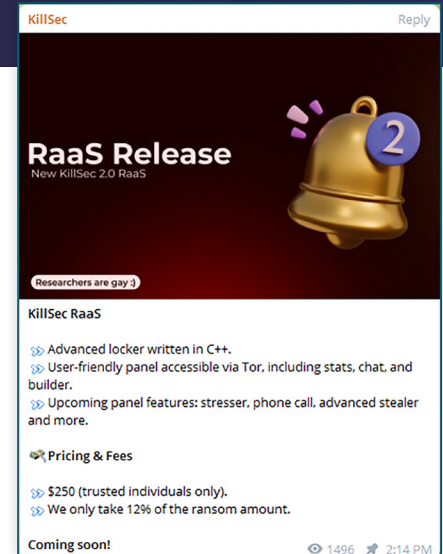 KillSec
Reply
2
RaaS Release
New KillSec 2.0 RaaS
Researchers are gay :)
KillSec RaaS
Advanced locker written in C++.
User-friendly panel accessible via Tor, including stats, chat, and
builder.
Upcoming panel features: stresser, phone call, advanced stealer
and more.
Pricing & Fees
$250 (trusted individuals only).
We only take 12% of the ransom amount.
Coming soon!
1496
2:14 PM